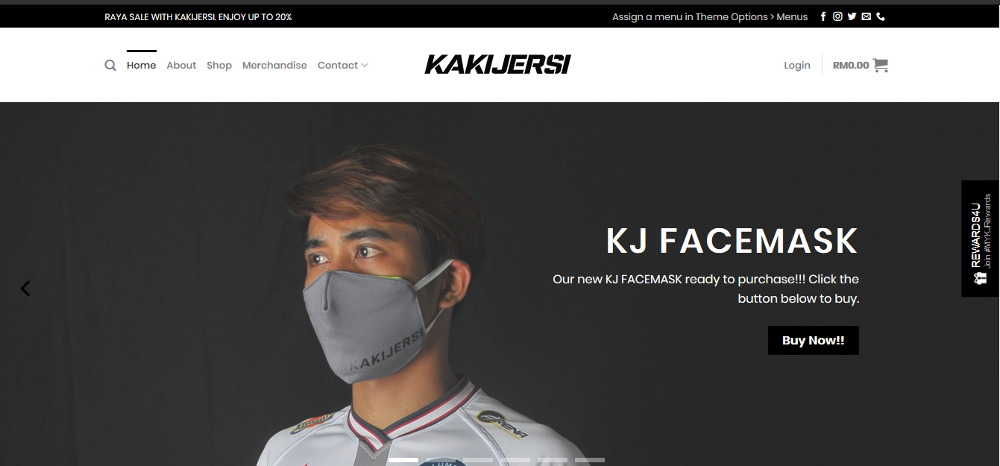 RAYA SALE WITH KAKIJERSI. ENJOY UP TO 20%
Assign a menu in Theme Options > Menus
Home About Shop Merchandise Contact
KAKIJERSI
Login RM0.00
KJ FACEMASK
Our new KJ FACEMASK ready to purchase!!! Click the
button below to buy.
Buy Now!!
REWARDS4U
Join #MYKJRewards
KAKIJERSI
ARENA